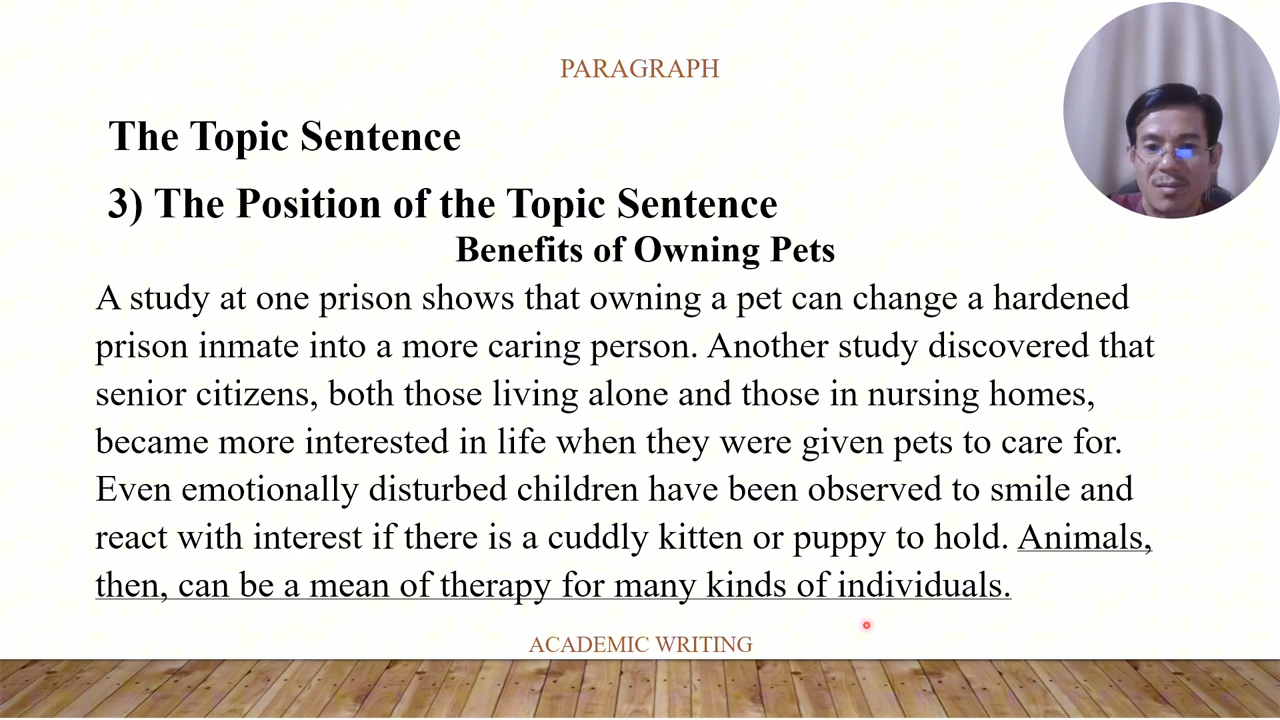 PARAGRAPH
The Topic Sentence
3) The Position of the Topic Sentence
Benefits of Owning Pets
A study at one prison shows that owning a pet can change a hardened
prison inmate into a more caring person. Another study discovered that
senior citizens, both those living alone and those in nursing homes,
became more interested in life when they were given pets to care for.
Even emotionally disturbed children have been observed to smile and
react with interest if there is a cuddly kitten or puppy to hold. Animals,
then, can be a mean of therapy for many kinds of individuals.
ACADEMIC WRITING